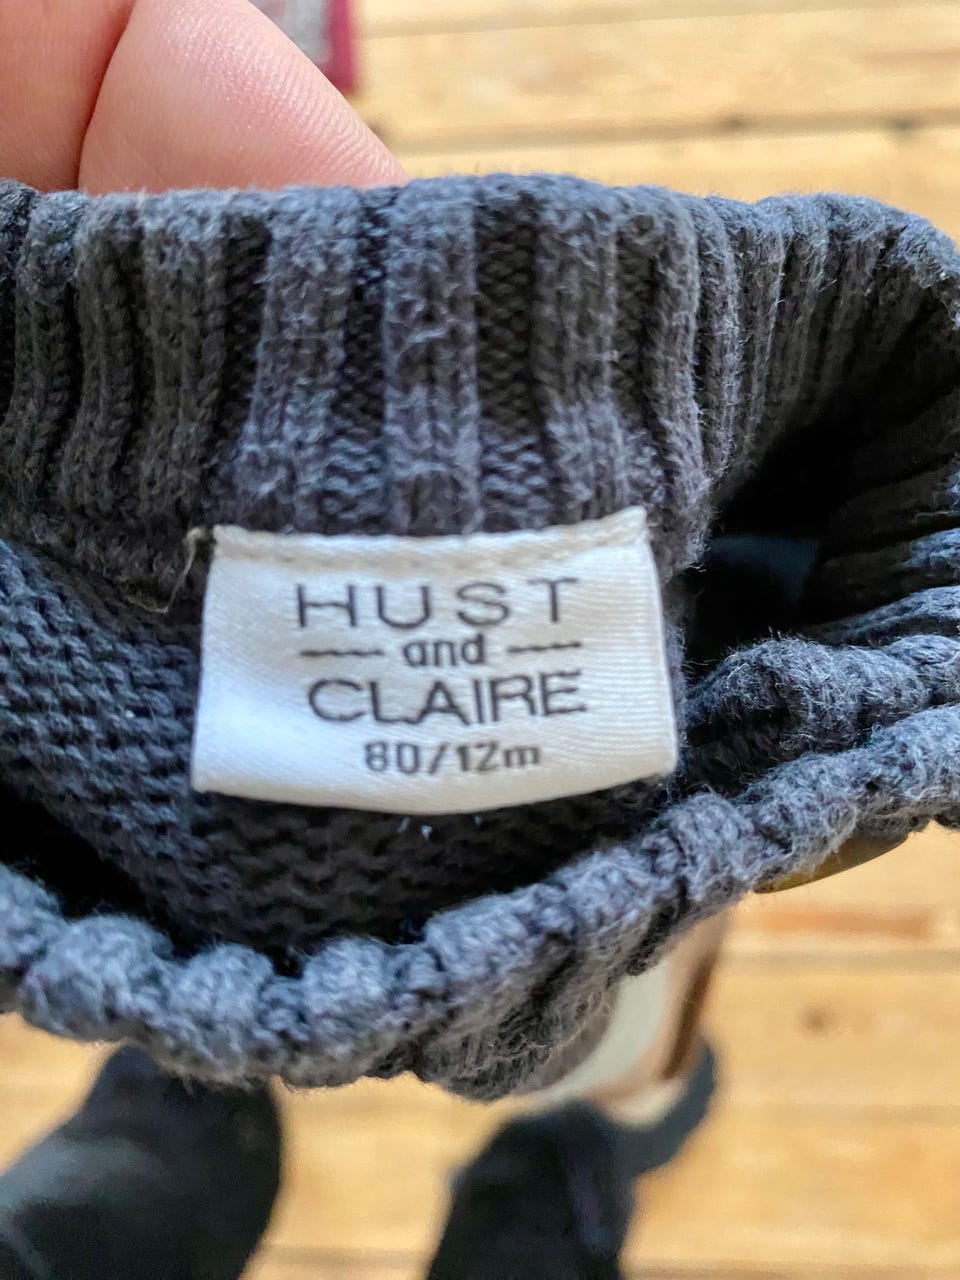 HUST
and
CLAIRE
80/12m